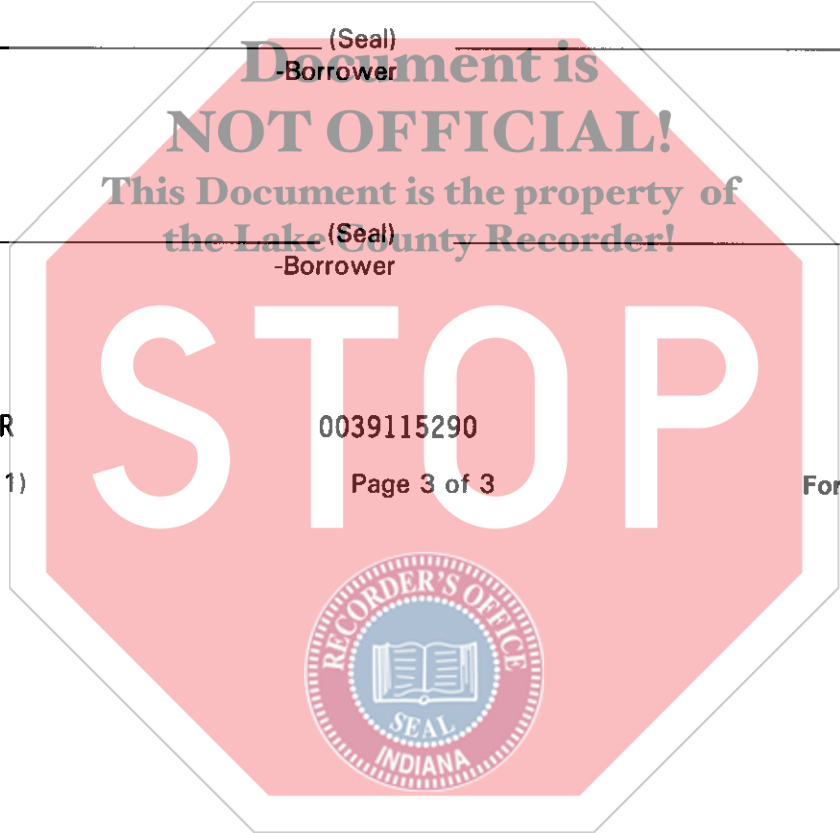 (Seal)
Document is
-Borrower
NOT OFFICIAL!
This Document is the property of
(Seal)
the Lake County Recorder!
-Borrower
STOP
R 0039115290
1) Page 3 of 3 For
RECORDER'S OFFICE
SEAL
INDIANA